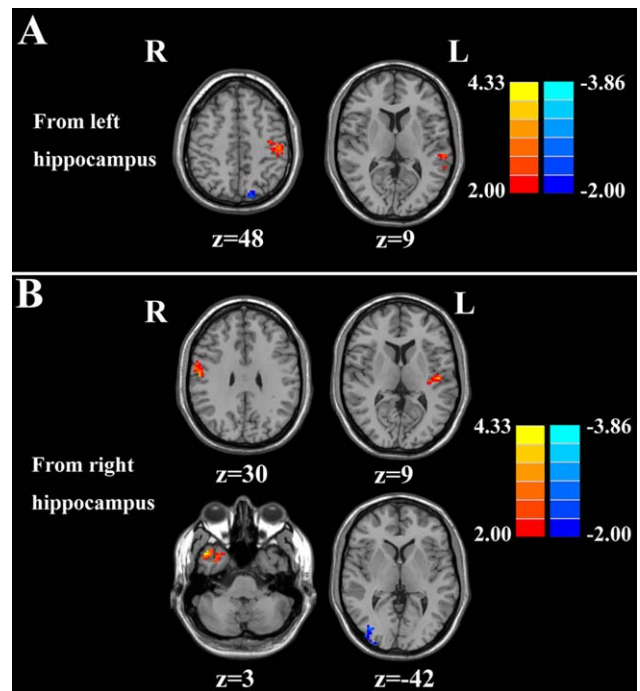 A
R
L
From left
hippocampus
4.33
-3.86
2.00
-2.00
z=48
z=9
B
R
L
From right
hippocampus
z=30
z=9
4.33
-3.86
2.00
-2.00
z=3
z=-42